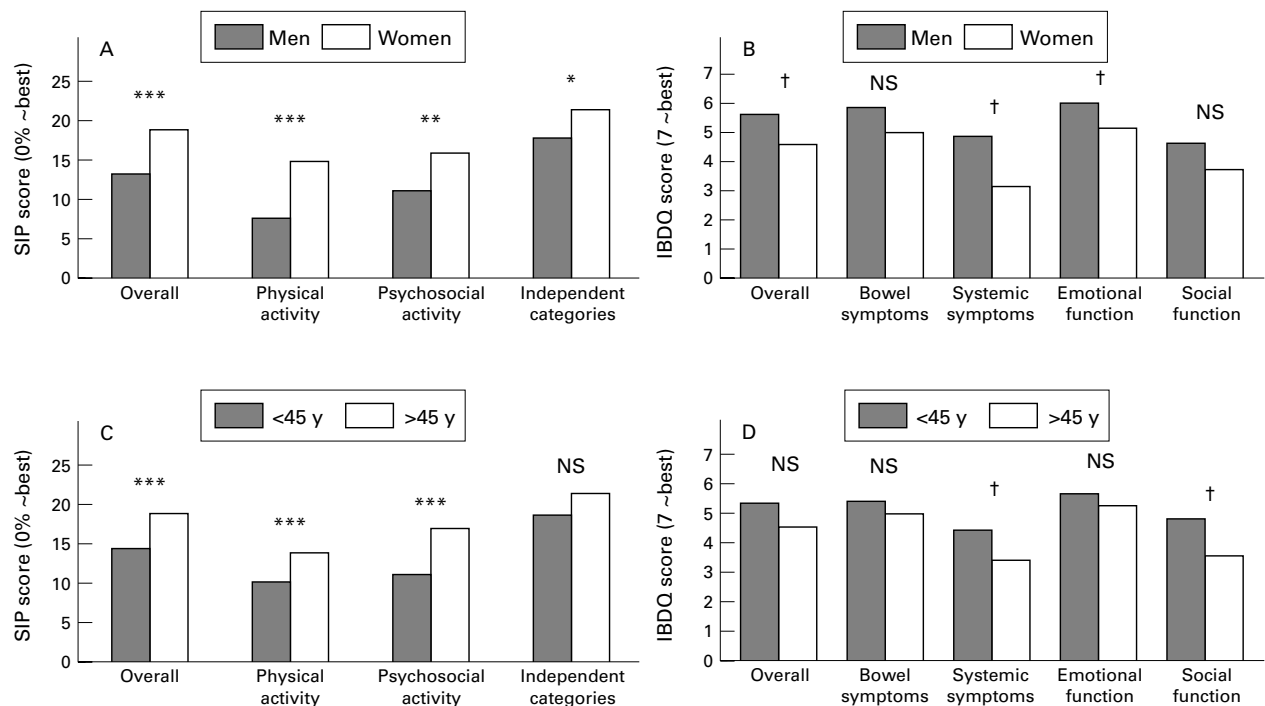 A
Men Women
SIP score (0% ~best)
25
20
15
10
5
0
***
***
**
*
Overall
Physical
activity
Psychosocial
activity
Independent
categories
B
Men Women
IBDQ score (7 ~best)
7
6
5
4
3
2
1
0
†
NS
†
†
NS
Overall
Bowel
symptoms
Systemic
symptoms
Emotional
function
Social
function
C
<45 y >45 y
SIP score (0% ~best)
25
20
15
10
5
0
***
***
***
NS
Overall
Physical
activity
Psychosocial
activity
Independent
categories
D
<45 y >45 y
IBDQ score (7 ~best)
7
6
5
4
3
2
1
0
NS
NS
†
NS
†
Overall
Bowel
symptoms
Systemic
symptoms
Emotional
function
Social
function